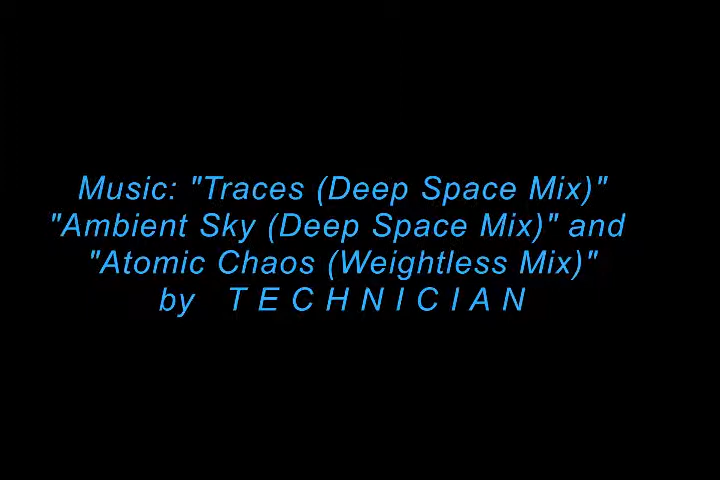 Music: "Traces (Deep Space Mix)"
"Ambient Sky (Deep Space Mix)" and
"Atomic Chaos (Weightless Mix)"
by T E C H N I C I A N